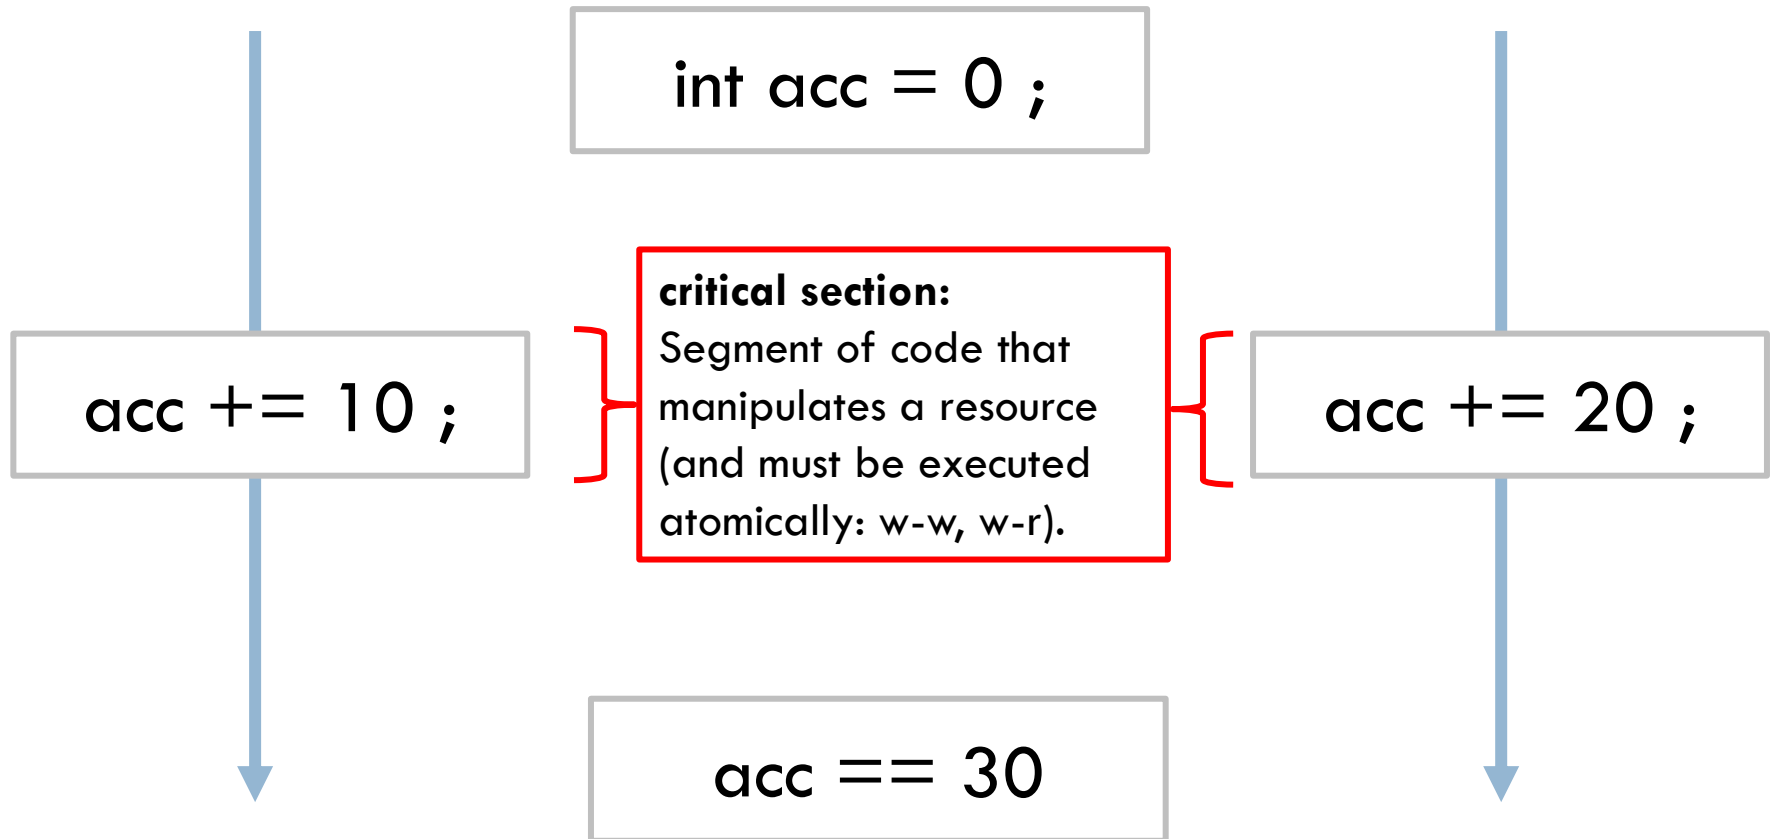 int acc = 0 ;
critical section:
Segment of code that
manipulates a resource
(and must be executed
atomically: w-w, w-r).
acc += 10 ;
acc += 20 ;
acc == 30